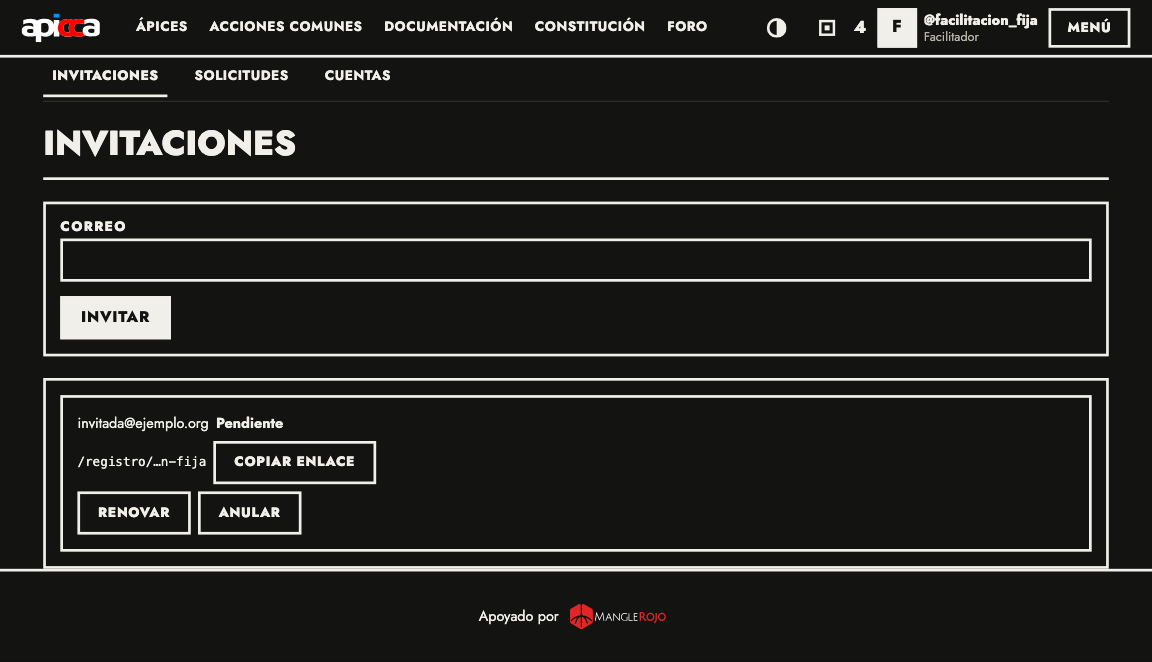 apicca ÁPICES ACCIONES COMUNES DOCUMENTACIÓN CONSTITUCIÓN FORO 4 F @facilitacion_fija MENÚ
Facilitador
INVITACIONES SOLICITUDES CUENTAS
INVITACIONES
CORREO
INVITAR
invitada@ejemplo.org Pendiente
/registro/…n-fija COPIAR ENLACE
RENOVAR ANULAR
Apoyado por MANGLEROJO